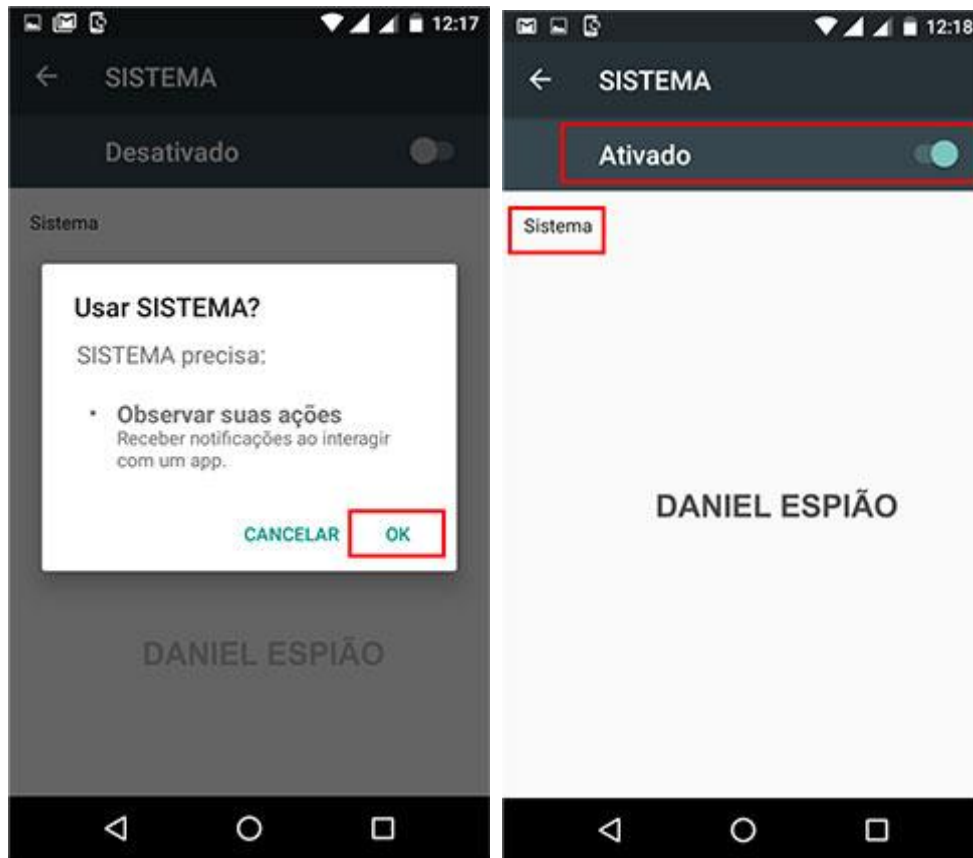 12:17
SISTEMA
Desativado
Sistema
Usar SISTEMA?
SISTEMA precisa:
• Observar suas ações
Receber notificações ao interagir
com um app.
CANCELAR OK
DANIEL ESPIÃO
12:18
SISTEMA
Ativado
Sistema
DANIEL ESPIÃO